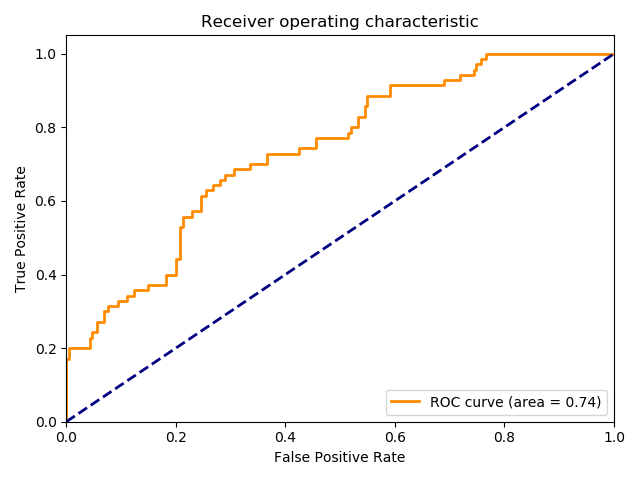 Receiver operating characteristic
1.0
0.8
0.6
0.4
0.2
0.0
True Positive Rate
ROC curve (area = 0.74)
0.0 0.2 0.4 0.6 0.8 1.0
False Positive Rate